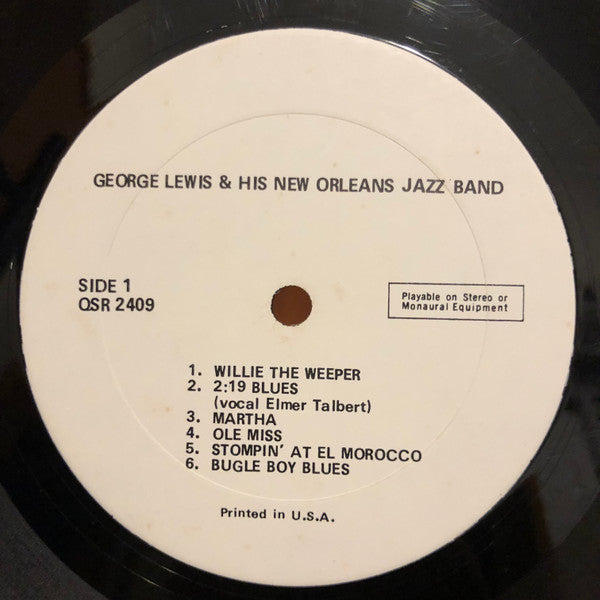 GEORGE LEWIS & HIS NEW ORLEANS JAZZ BAND
SIDE 1
QSR 2409
Playable on Stereo or
Monaural Equipment
1. WILLIE THE WEEPER
2. 2:19 BLUES
(vocal Elmer Talbert)
3. MARTHA
4. OLE MISS
5. STOMPIN' AT EL MOROCCO
6. BUGLE BOY BLUES
Printed in U.S.A.